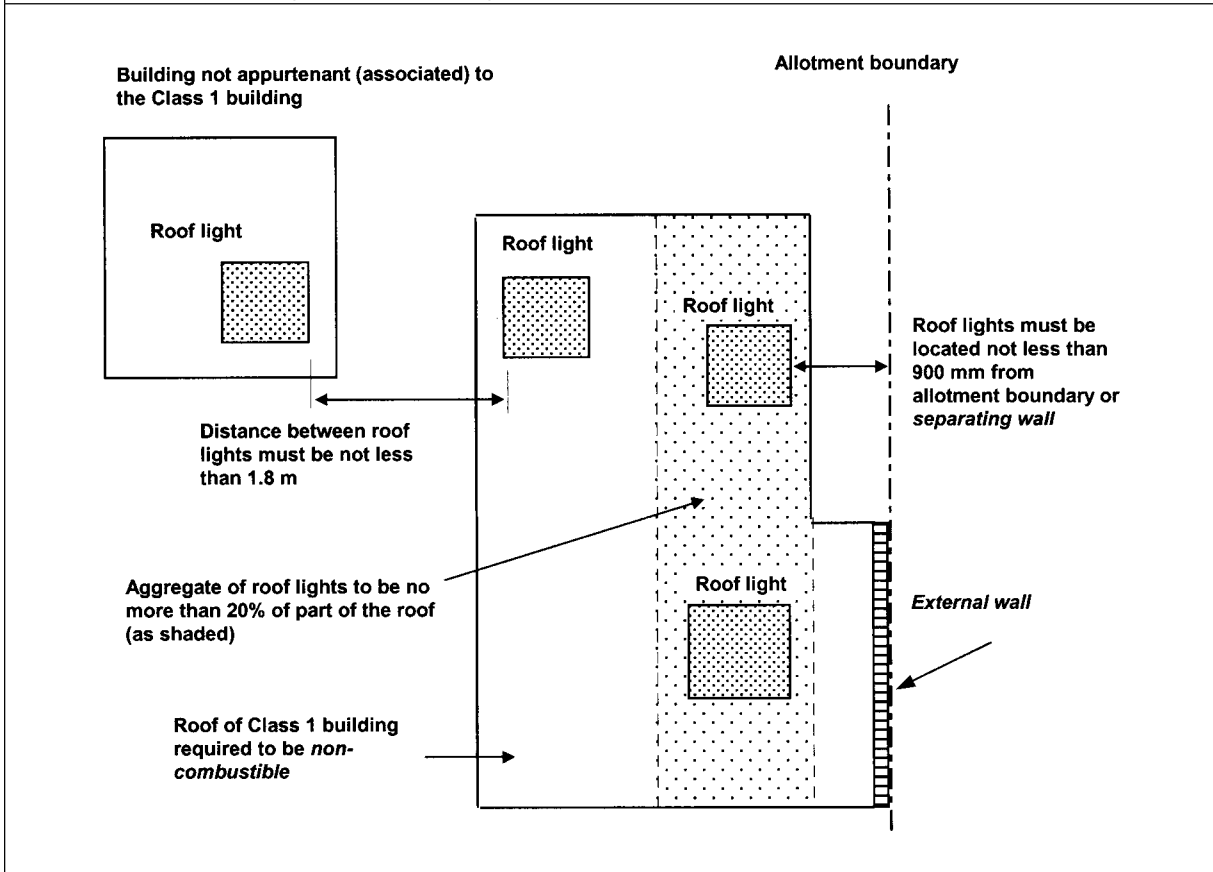 Building not appurtenant (associated) to
the Class 1 building
Allotment boundary
Roof light
Roof light
Roof light
Roof lights must be
located not less than
900 mm from
allotment boundary or
separating wall
Distance between roof
lights must be not less
than 1.8 m
Aggregate of roof lights to be no
more than 20% of part of the roof
(as shaded)
Roof light
External wall
Roof of Class 1 building
required to be non-
combustible